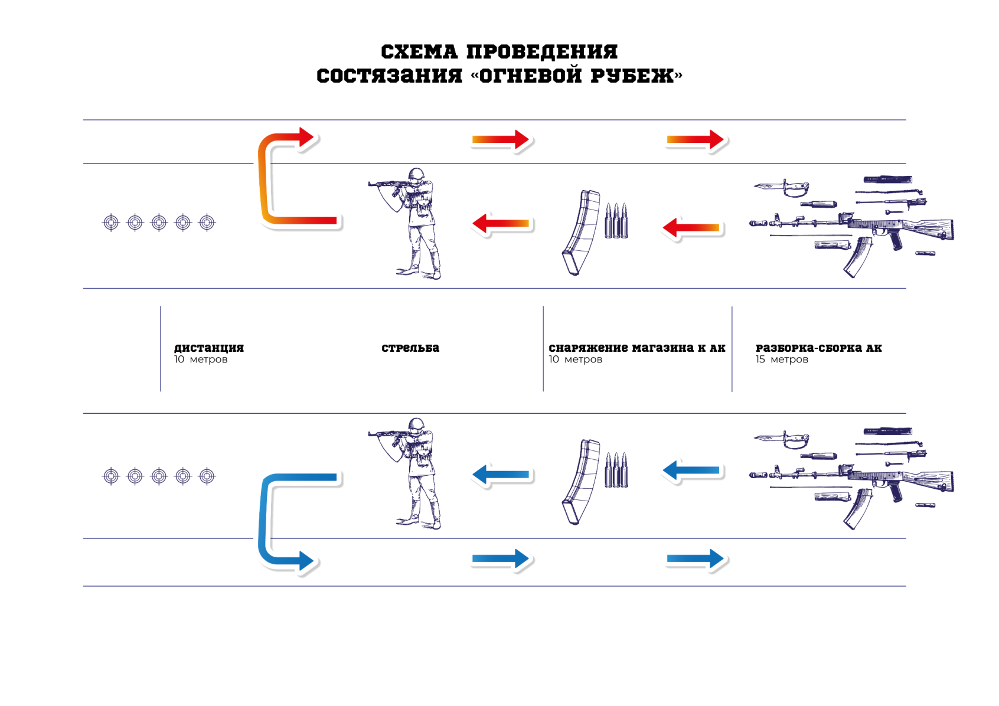 СХЕМА ПРОВЕДЕНИЯ
СОСТЯЗАНИЯ «ОГНЕВОЙ РУБЕЖ»
ДИСТАНЦИЯ
10 метров
СТРЕЛЬБА
СНАРЯЖЕНИЕ МАГАЗИНА К АК
10 метров
РАЗБОРКА-СБОРКА АК
15 метров